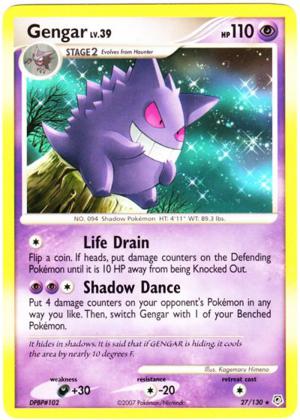 Gengar LV.39 HP 110
STAGE 2 Evolves from Haunter
NO. 094 Shadow Pokémon HT: 4'11" WT: 89.3 lbs.
Life Drain
Flip a coin. If heads, put damage counters on the Defending
Pokémon until it is 10 HP away from being Knocked Out.
Shadow Dance
Put 4 damage counters on your opponent's Pokémon in any
way you like. Then, switch Gengar with 1 of your Benched
Pokémon.
It hides in shadows. It is said that if GENGAR is hiding, it cools
the area by nearly 10 degrees F.
Illus. Kagemaru Himeno
weakness resistance retreat cost
+30 -20
DPBP#102 ©2007 Pokémon/Nintendo. 27/130 ★